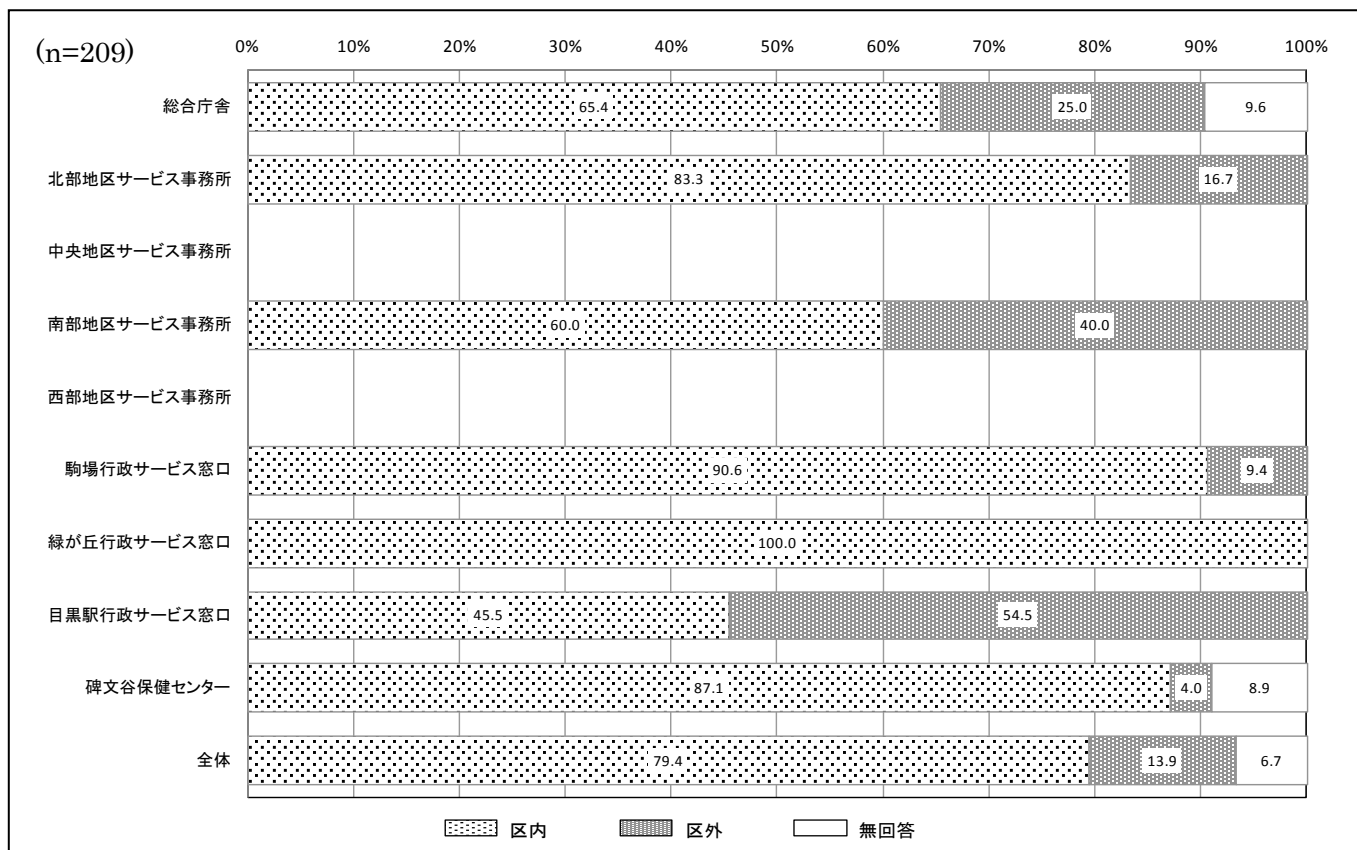 (n=209)
0% 10% 20% 30% 40% 50% 60% 70% 80% 90% 100%
総合庁舎 65.4 25.0 9.6
北部地区サービス事務所 83.3 16.7
中央地区サービス事務所
南部地区サービス事務所 60.0 40.0
西部地区サービス事務所
駒場行政サービス窓口 90.6 9.4
緑が丘行政サービス窓口 100.0
目黒駅行政サービス窓口 45.5 54.5
碑文谷保健センター 87.1 4.0 8.9
全体 79.4 13.9 6.7
区内 区外 無回答